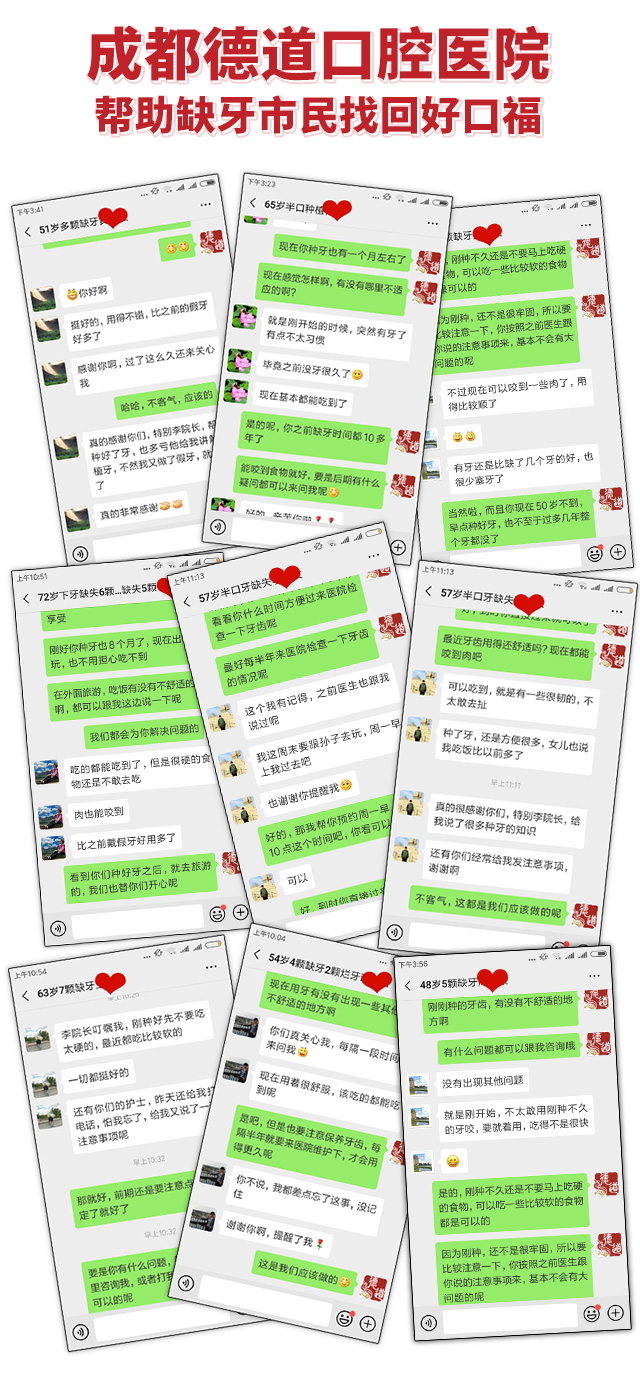 成都德道口腔医院
帮助缺牙市民找回好口福
下午3:41
51岁多颗缺牙
你好啊
挺好的，用得不错，比之前的假牙
好多了
感谢你啊，过了这么久还来关心
我
哈哈，不客气，应该的
真的感谢你们，特别李院长，帮
种好了牙，也多亏他给我讲解
植牙，不然我又做了假牙，就
了
真的非常感谢
下午3:23
65岁半口种植
现在你种牙也有一个月左右了
现在感觉怎样啊，有没有哪里不适
应的啊？
就是刚开始的时候，突然有牙了
有点不太习惯
毕竟之前没牙很久了
现在基本都能吃到了
是的呢，你之前缺牙时间都10多
年了
能咬到食物就好，要是后期有什么
疑问都可以来问我呢
好的，辛苦你啦
缺牙
刚种不久还是不要马上吃硬
物，可以吃一些比较软的食物
是可以的
因为刚种，还不是很牢固，所以要
比较注意一下，你按照之前医生跟
你说的注意事项来，基本不会有大
问题的呢
不过现在可以咬到一些肉了，用
得比较顺了
有牙还是比缺了几个牙的好，也
很少塞牙了
当然啦，而且你现在50岁不到，
早点种好牙，也不至于过多几年整
个牙都没了
上午10:51
72岁下牙缺失6颗...缺失5颗
享受
刚好你种牙也8个月了，现在出
玩，也不用担心吃不到
在外面旅游，吃饭有没有不舒适的
啊，都可以跟我这边说一下呢
我们都会为你解决问题的
吃的都能吃到了，但是很硬的食
物还是不敢去吃
肉也能咬到
比之前戴假牙好用多了
看到你们种好牙之后，就去旅游
的，我们也替你们开心呢
上午11:13
57岁半口牙缺失
看看你什么时间方便过来医院检
查一下牙齿呢
最好每半年来医院检查一下牙齿
的情况呢
这个我有记得，之前医生也跟我
说过呢
我这周末要跟孙子去玩，周一早
上我过去吧
也谢谢你提醒我
好的，那我帮你预约周一早
10点这个时间吧，你看可以
可以
好，到时你直接过
上午11:13
57岁半口牙缺失
最近牙齿用得还舒适吗？现在都能
咬到肉吧
可以吃到，就是有一些很韧的，不
太敢去扯
种了牙，还是方便很多，女儿也说
我吃饭比以前多了
早上11:11
真的很感谢你们，特别李院长，给
我说了很多种牙的知识
还有你们经常给我发注意事项，
谢谢啊
不客气，这都是我们应该做的呢
上午10:54
63岁7颗缺牙
早上10:26
李院长叮嘱我，刚种好先不要吃
太硬的，最近都吃比较软的
一切都挺好的
还有你们的护士，昨天还给我打
电话，怕我忘了，给我又说了一
注意事项呢
早上10:32
那就好，前期还是要注意点
定了就好了
早上10:32
要是你有什么问题，
里咨询我，或者打我
可以的呢
上午10:04
54岁4颗缺牙2颗烂牙
现在用牙有没有出现一些其他
不舒适的地方啊
你们真关心我，每隔一段时间
来问我
现在用着很舒服，该吃的都能吃
到呢
是吧，但是也要注意保养牙齿，每
隔半年就要来医院维护下，才会用
得更久呢
你不说，我都差点忘了这事，没记
住
谢谢你啊，提醒了我
这是我们应该做的
下午3:56
48岁5颗缺牙
刚刚种的牙齿，有没有不舒适的地
方啊
有什么问题都可以跟我咨询哦
没有出现其他问题
就是刚开始，不太敢用刚种不久
的牙咬，要就着用，吃得不是很快
是的，刚种不久还是不要马上吃硬
的食物，可以吃一些比较软的食物
都是可以的
因为刚种，还不是很牢固，所以要
比较注意一下，你按照之前医生跟
你说的注意事项来，基本不会有大
问题的呢